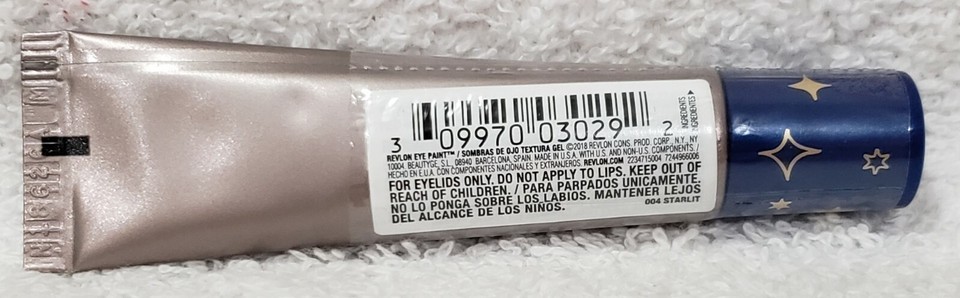 3 09970 03029 2
INGREDIENTS
INGREDIENTES
REVLON EYE PAINT™ / SOMBRAS DE OJO TEXTURA GEL ©2018 REVLON CONS. PROD. CORP., N.Y., NY
10004. BEAUTYGE, S.L. 08940 BARCELONA, SPAIN. MADE IN U.S.A. WITH U.S. AND NON-U.S. COMPONENTS /
HECHO EN E.U.A. CON COMPONENTES NACIONALES Y EXTRANJEROS. REVLON.COM 2234715004 7244966006
FOR EYELIDS ONLY. DO NOT APPLY TO LIPS. KEEP OUT OF
REACH OF CHILDREN. / PARA PARPADOS UNICAMENTE.
NO LO PONGA SOBRE LOS LABIOS. MANTENER LEJOS
DEL ALCANCE DE LOS NIÑOS.
004 STARLIT